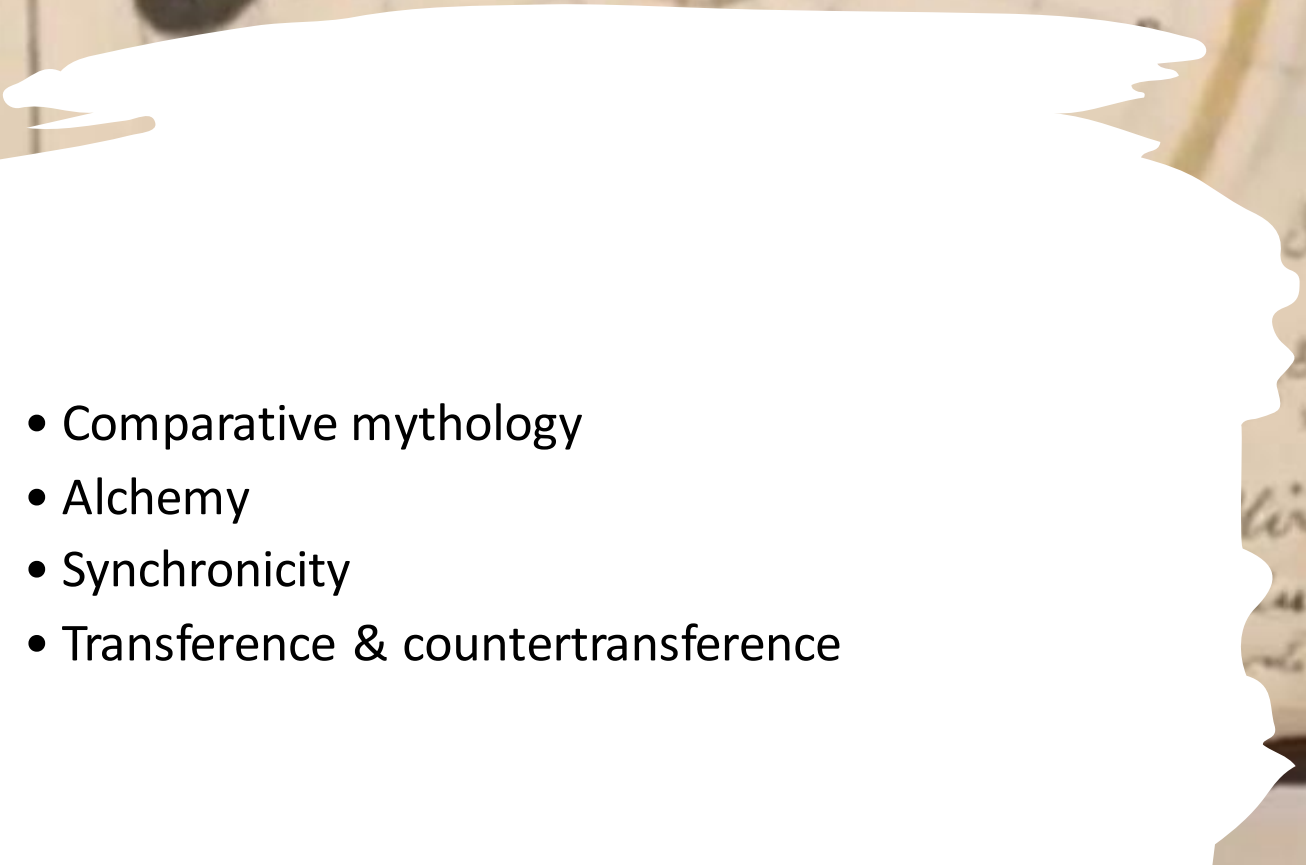 • Comparative mythology
• Alchemy
• Synchronicity
• Transference & countertransference